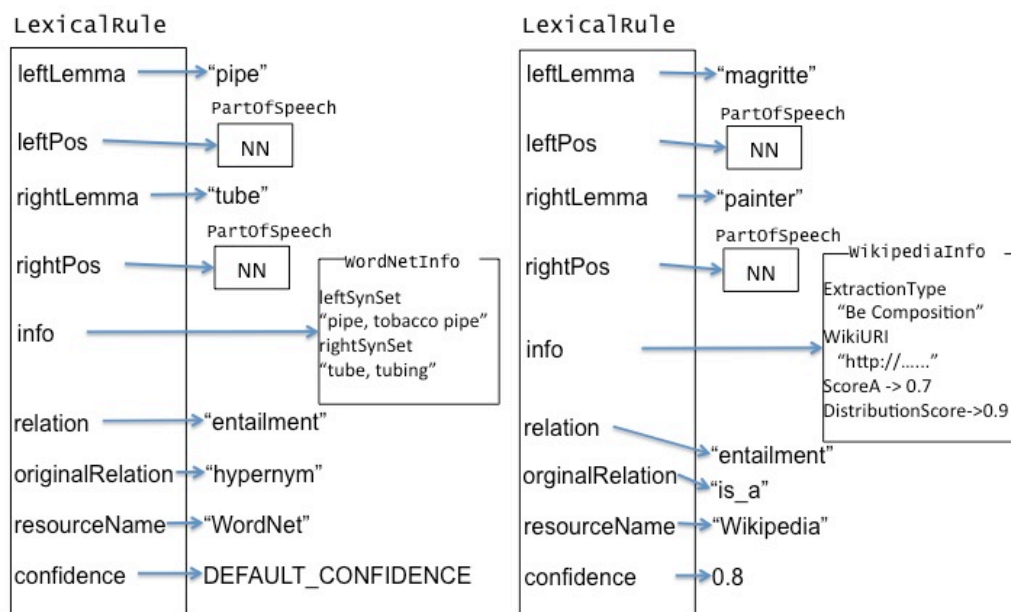 LexicalRule
leftLemma “pipe”
PartOfSpeech
leftPos NN
rightLemma “tube”
PartOfSpeech
rightPos NN
WordNetInfo
leftSynSet
“pipe, tobacco pipe”
rightSynSet
“tube, tubing”
info
relation “entailment”
originalRelation “hypernym”
resourceName “WordNet”
confidence DEFAULT_CONFIDENCE
LexicalRule
leftLemma “magritte”
PartOfSpeech
leftPos NN
rightLemma “painter”
PartOfSpeech
rightPos NN
WikipediaInfo
ExtractionType
“Be Composition”
WikiURI
“http://......”
ScoreA -> 0.7
DistributionScore->0.9
info
relation
“entailment”
orginalRelation
“is_a”
resourceName “Wikipedia”
confidence 0.8